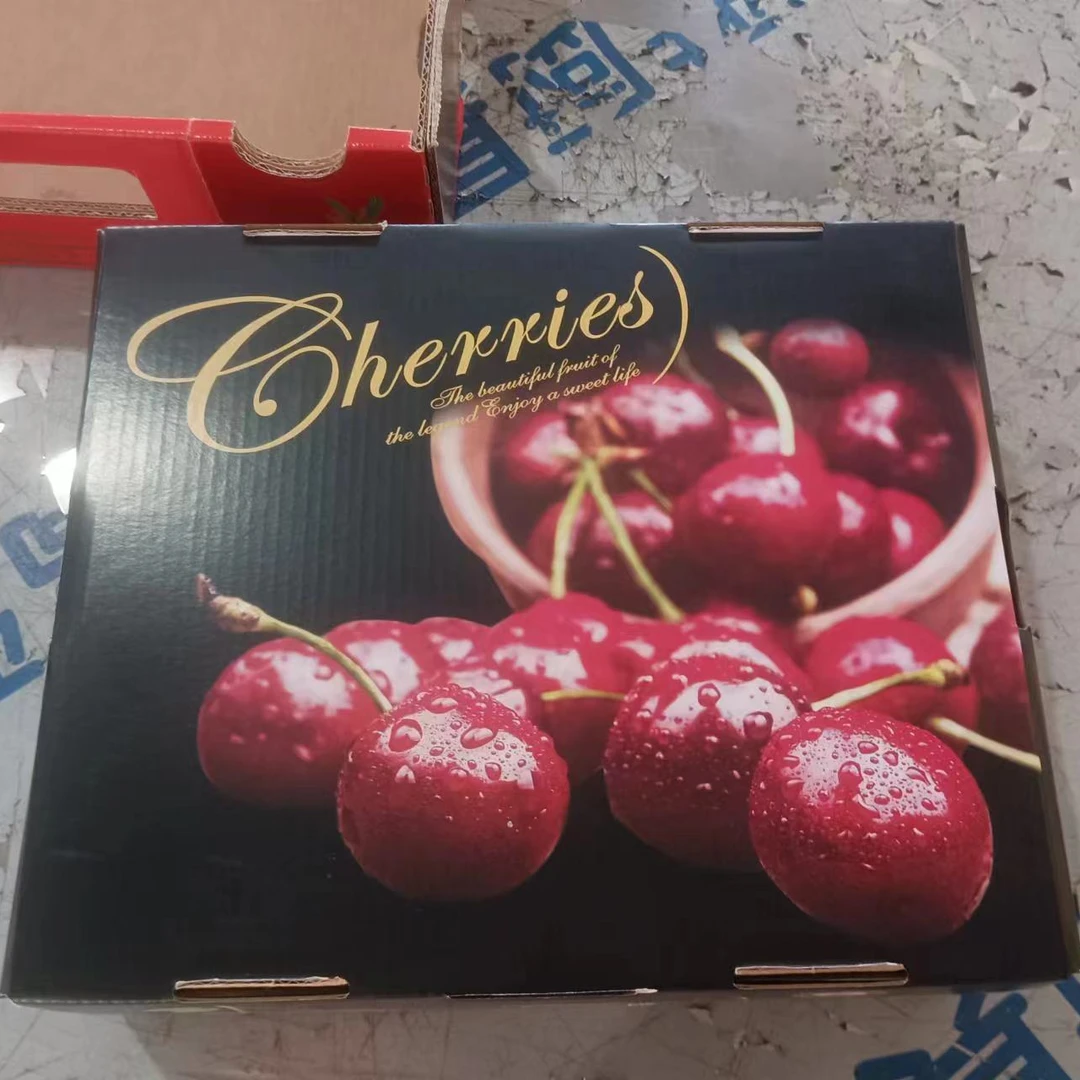 Cherries
The beautiful fruit of
the legend Enjoy a sweet life